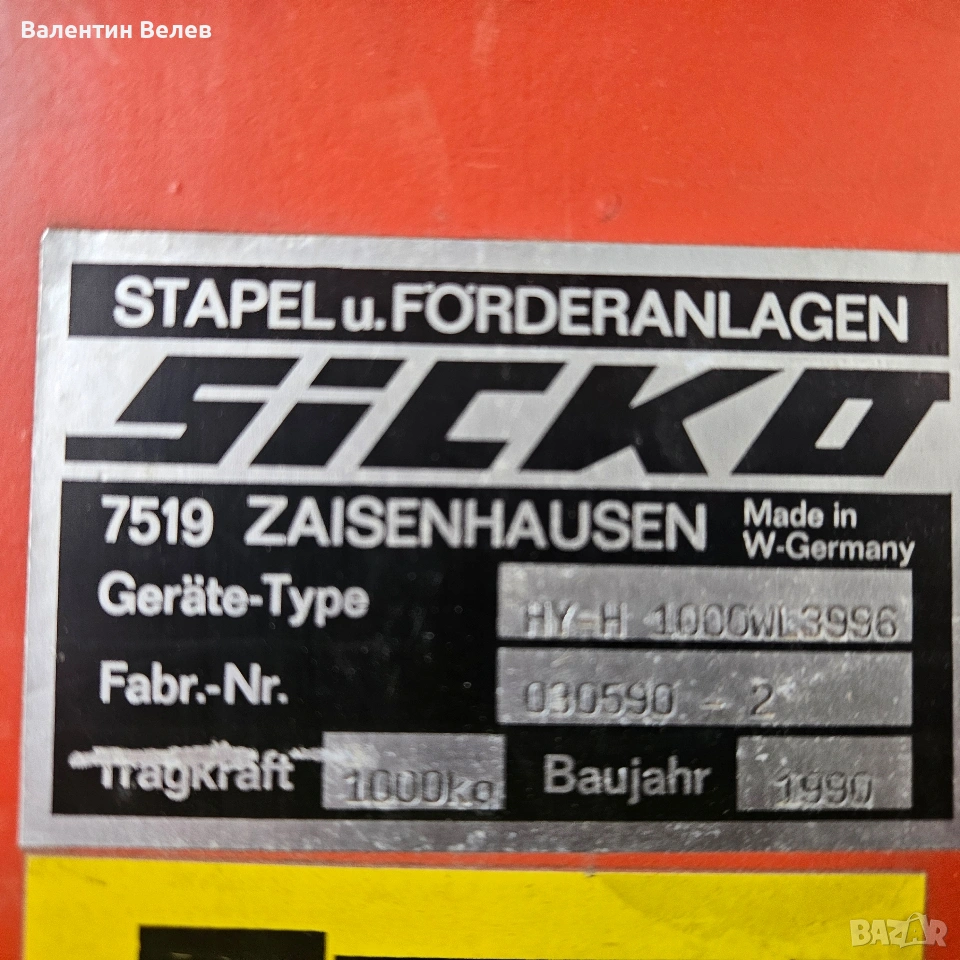 Валентин Велев
STAPEL u. FÖRDERANLAGEN
SiCKO
7519 ZAISENHAUSEN Made in W-Germany
Geräte-Type HY-H 1000WL3996
Fabr.-Nr. 030590 - 2
Tragkraft 1000kg Baujahr 1990
BAZAR